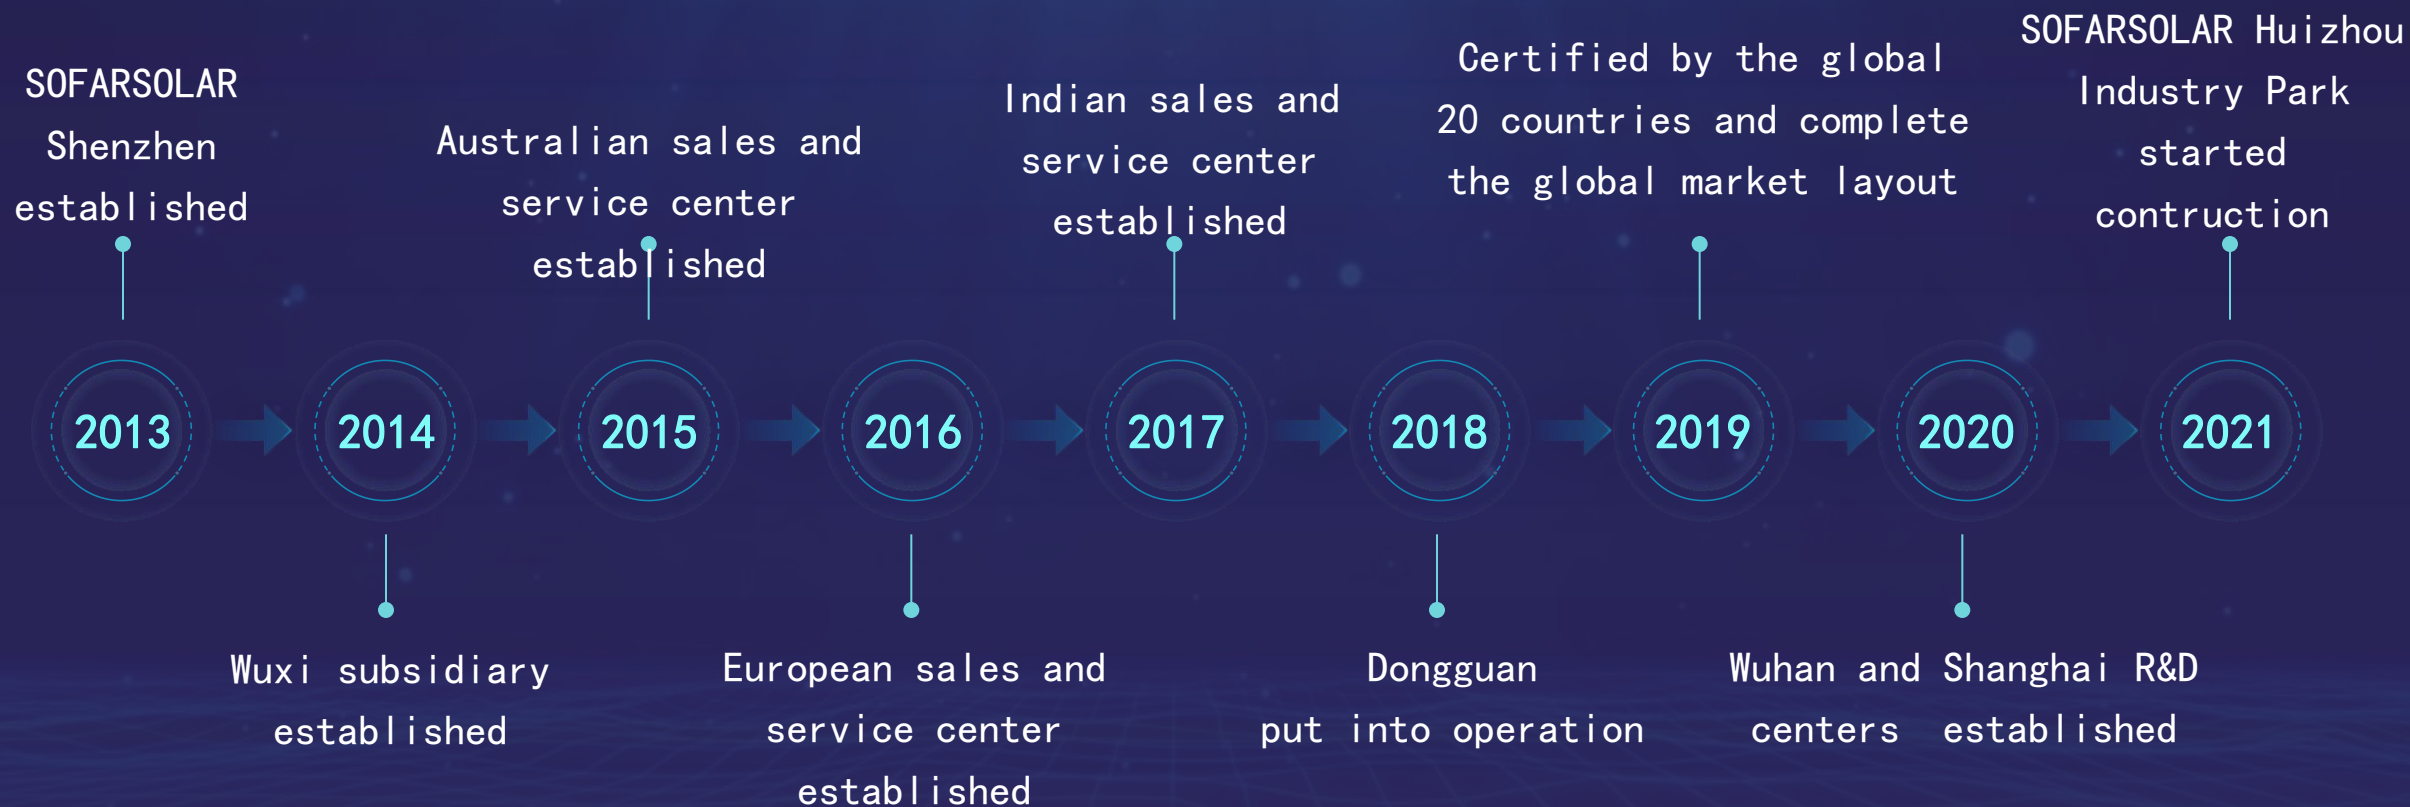 SOFARSOLAR
Shenzhen
established
Australian sales and
service center
established
Indian sales and
service center
established
Certified by the global
20 countries and complete
the global market layout
SOFARSOLAR Huizhou
Industry Park
started
contruction
2013
2014
2015
2016
2017
2018
2019
2020
2021
Wuxi subsidiary
established
European sales and
service center
established
Dongguan
put into operation
Wuhan and Shanghai R&D
centers established